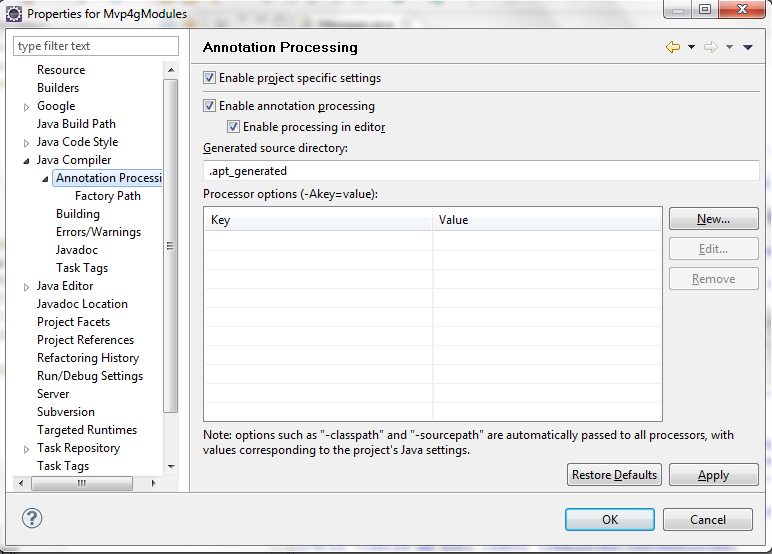 Properties for Mvp4gModules
type filter text
Resource
Builders
Google
Java Build Path
Java Code Style
Java Compiler
Annotation Processi
Factory Path
Building
Errors/Warnings
Javadoc
Task Tags
Java Editor
Javadoc Location
Project Facets
Project References
Refactoring History
Run/Debug Settings
Server
Subversion
Targeted Runtimes
Task Repository
Task Tags
Annotation Processing
Enable project specific settings
Enable annotation processing
Enable processing in editor
Generated source directory:
.apt_generated
Processor options (-Akey=value):
Key Value
New...
Edit...
Remove
Note: options such as "-classpath" and "-sourcepath" are automatically passed to all processors, with
values corresponding to the project's Java settings.
Restore Defaults Apply
OK Cancel